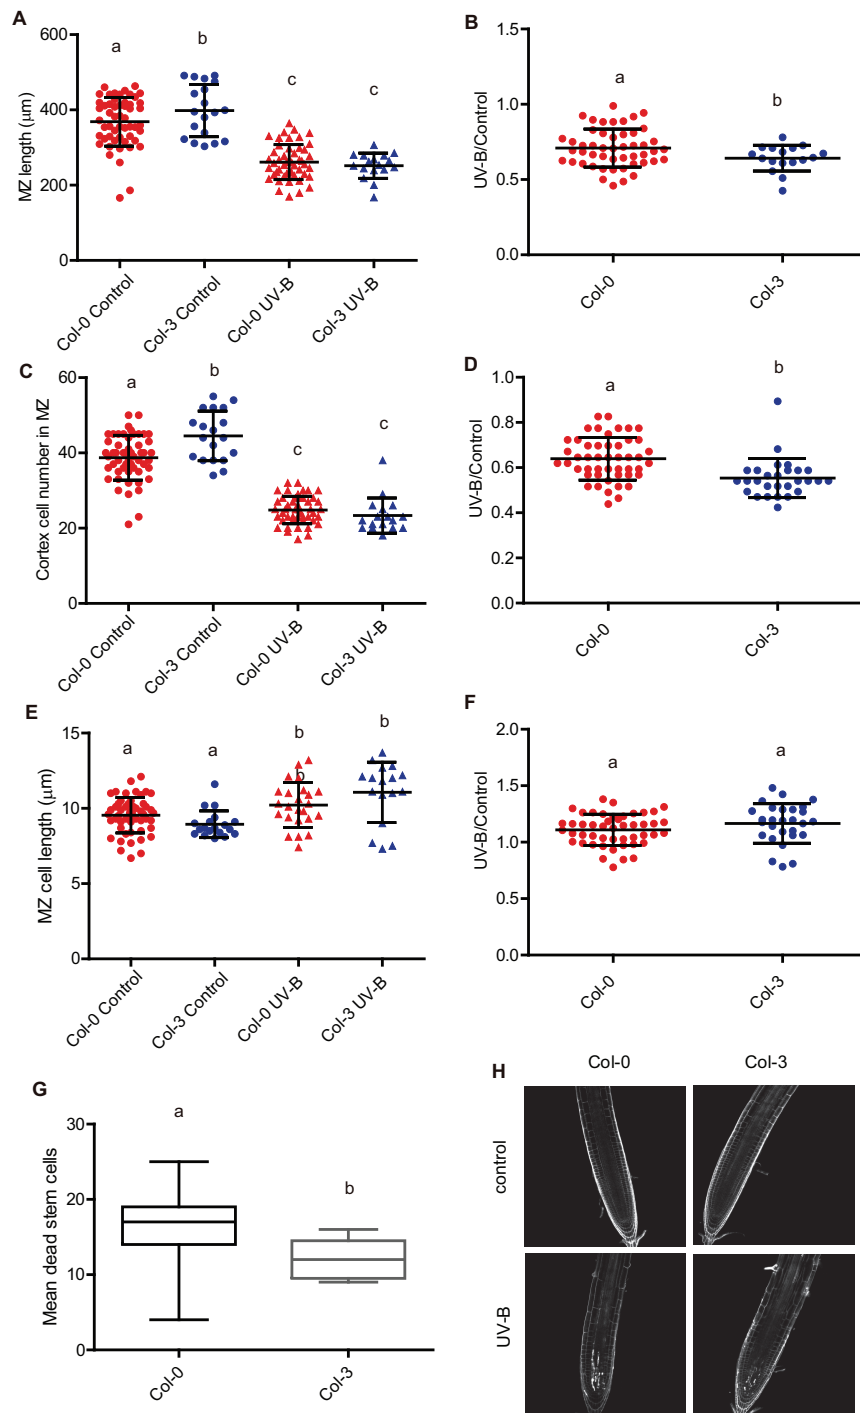 A
a
b
c
c
600
400
200
0
MZ length (μm)
Col-0 Control
Col-3 Control
Col-0 UV-B
Col-3 UV-B
B
a
b
1.5
1.0
0.5
0.0
UV-B/Control
Col-0
Col-3
C
a
b
c
c
60
40
20
0
Cortex cell number in MZ
Col-0 Control
Col-3 Control
Col-0 UV-B
Col-3 UV-B
D
a
b
1.0
0.8
0.6
0.4
0.2
0.0
UV-B/Control
Col-0
Col-3
E
a
a
b
b
b
15
10
5
0
MZ cell length (μm)
Col-0 Control
Col-3 Control
Col-0 UV-B
Col-3 UV-B
F
a
a
2.0
1.5
1.0
0.5
0.0
UV-B/Control
Col-0
Col-3
G
a
b
30
20
10
0
Mean dead stem cells
Col-0
Col-3
H
Col-0
Col-3
control
UV-B